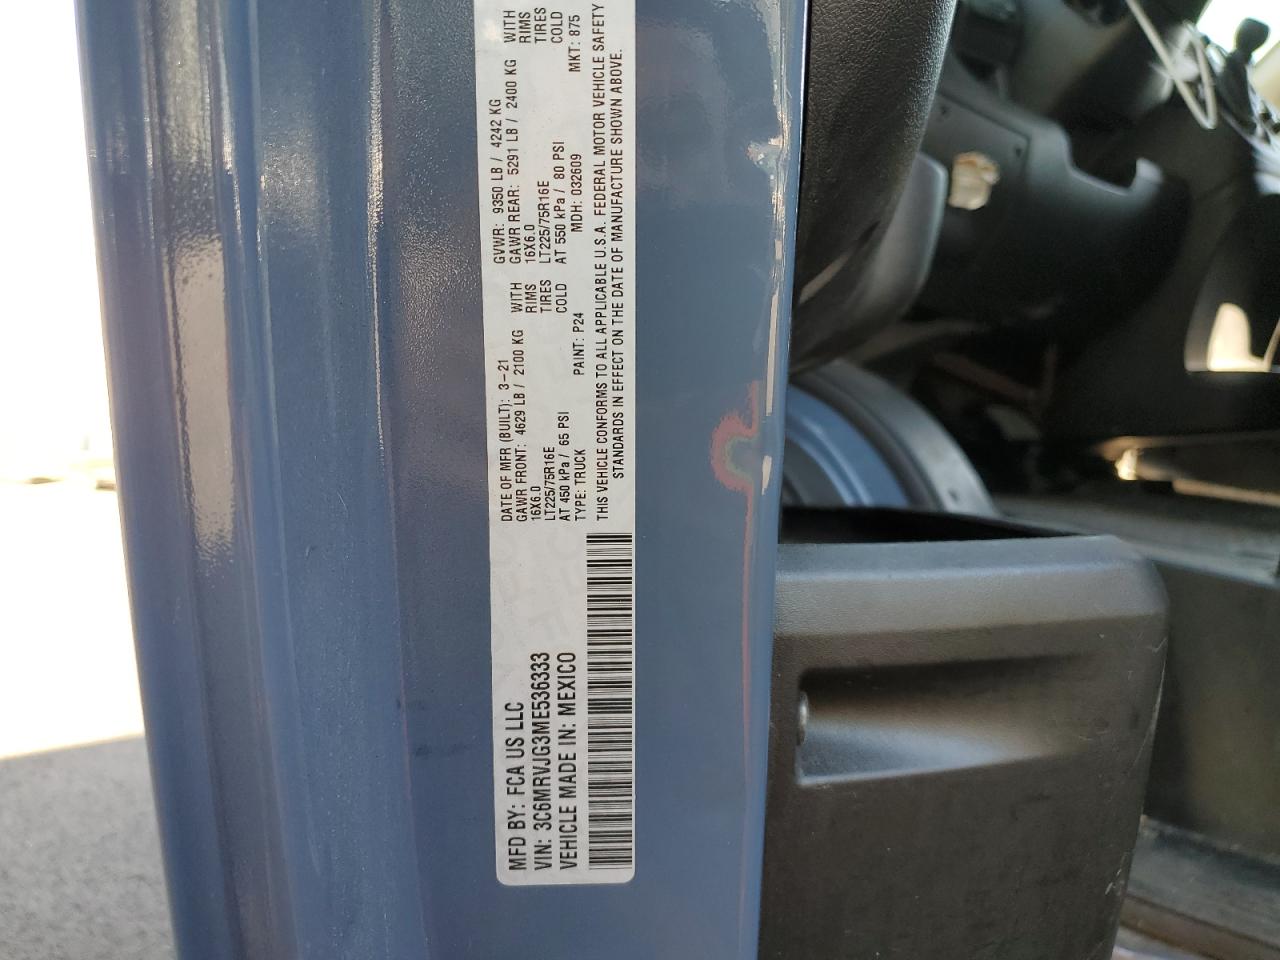 MFD BY: FCA US LLC
VIN: 3C6MRVJG3ME536333
VEHICLE MADE IN: MEXICO
DATE OF MFR (BUILT): 3-21
GAWR FRONT: 4629 LB / 2100 KG WITH
16X6.0 RIMS
LT225/75R16E TIRES
AT 450 kPa / 65 PSI COLD
TYPE: TRUCK PAINT: P24
GVWR: 9350 LB / 4242 KG
GAWR REAR: 5291 LB / 2400 KG WITH
16X6.0 RIMS
LT225/75R16E TIRES
AT 550 kPa / 80 PSI COLD
MDH: 032609 MKT: 875
THIS VEHICLE CONFORMS TO ALL APPLICABLE U.S.A. FEDERAL MOTOR VEHICLE SAFETY
STANDARDS IN EFFECT ON THE DATE OF MANUFACTURE SHOWN ABOVE.